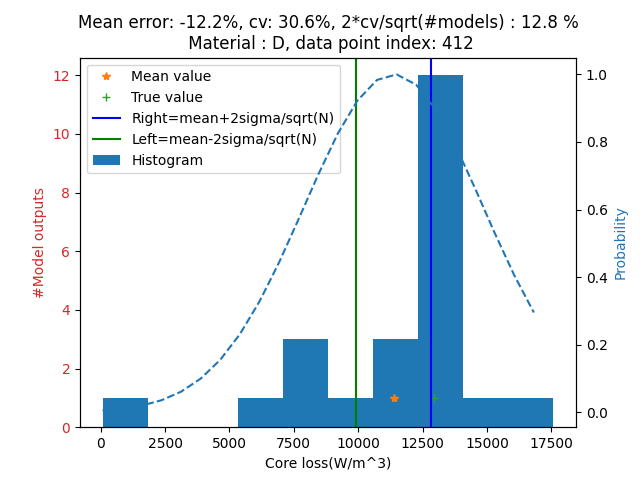 Mean error: -12.2%, cv: 30.6%, 2*cv/sqrt(#models) : 12.8 %
Material : D, data point index: 412
Mean value
True value
Right=mean+2sigma/sqrt(N)
Left=mean-2sigma/sqrt(N)
Histogram
#Model outputs
12
10
8
6
4
2
0
1.0
0.8
0.6
0.4
0.2
0.0
Probability
0 2500 5000 7500 10000 12500 15000 17500
Core loss(W/m^3)